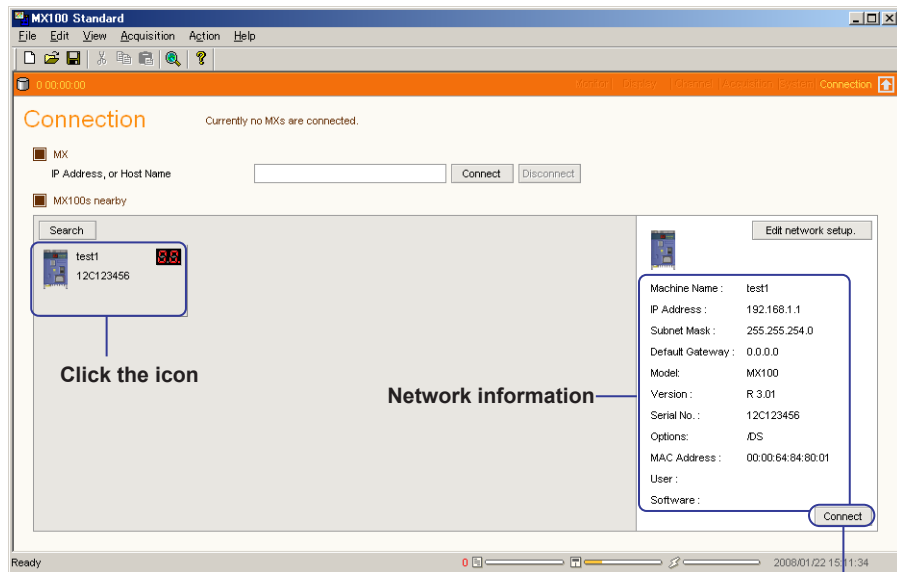 MX100 Standard
File Edit View Acquisition Action Help
0 00:00:00 Monitor | Display | Channel | Acquisition | System | Connection
Connection Currently no MXs are connected.
MX
IP Address, or Host Name Connect Disconnect
MX100s nearby
Search Edit network setup.
test1 88
12C123456
Machine Name : test1
IP Address : 192.168.1.1
Subnet Mask : 255.255.254.0
Default Gateway : 0.0.0.0
Model: MX100
Version : R 3.01
Serial No. : 12C123456
Options: /DS
MAC Address : 00:00:64:84:80:01
User :
Software :
Connect
Click the icon
Network information
Ready 0 2008/01/22 15:11:34